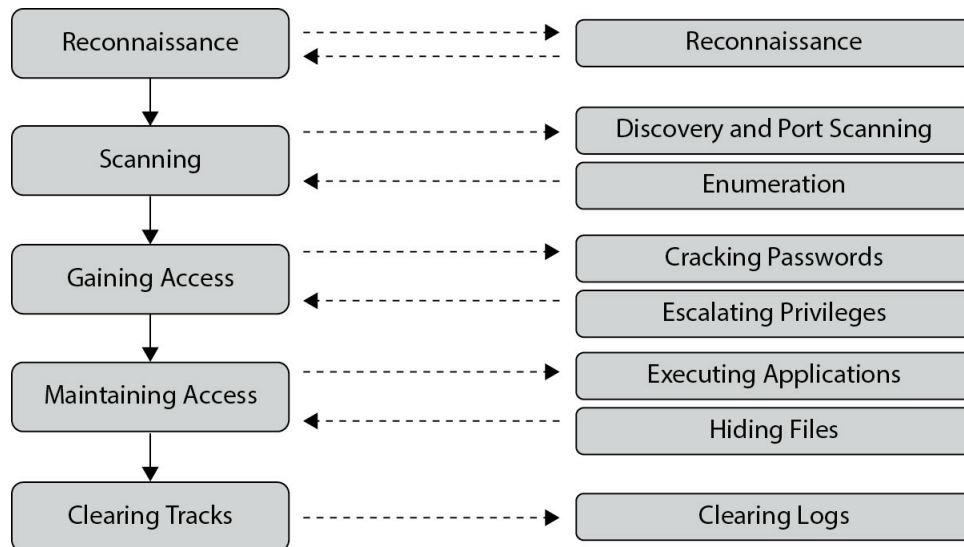 Reconnaissance
Reconnaissance
Scanning
Discovery and Port Scanning
Enumeration
Gaining Access
Cracking Passwords
Escalating Privileges
Maintaining Access
Executing Applications
Hiding Files
Clearing Tracks
Clearing Logs